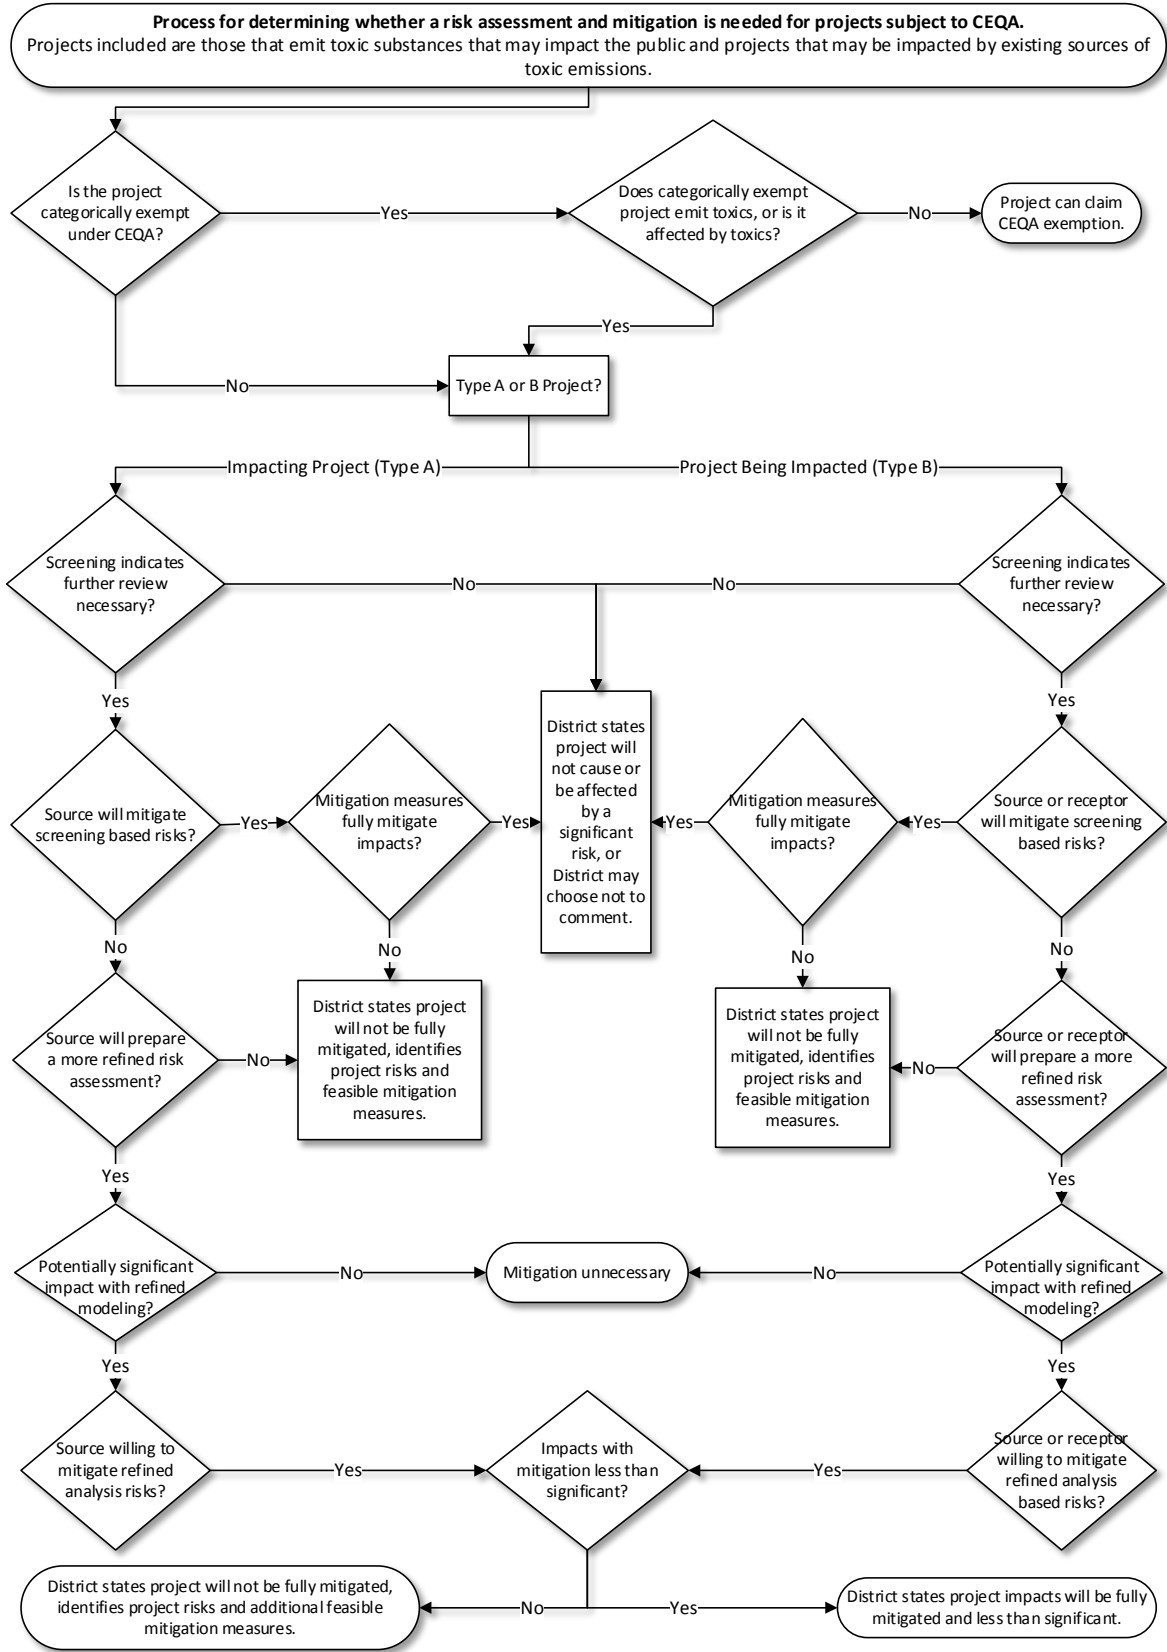 Process for determining whether a risk assessment and mitigation is needed for projects subject to CEQA.
Projects included are those that emit toxic substances that may impact the public and projects that may be impacted by existing sources of
toxic emissions.
Is the project
categorically exempt
under CEQA?
Yes
Does categorically exempt
project emit toxics, or is it
affected by toxics?
No
Project can claim
CEQA exemption.
Yes
No
Type A or B Project?
Impacting Project (Type A)
Project Being Impacted (Type B)
Screening indicates
further review
necessary?
No
No
Screening indicates
further review
necessary?
Yes
Yes
Source will mitigate
screening based risks?
Yes
Mitigation measures
fully mitigate
impacts?
Yes
District states
project will
not cause or
be affected
by a
significant
risk, or
District may
choose not to
comment.
Yes
Mitigation measures
fully mitigate
impacts?
Yes
Source or receptor
will mitigate screening
based risks?
No
No
No
No
Source will prepare
a more refined risk
assessment?
No
District states project
will not be fully
mitigated, identifies
project risks and
feasible mitigation
measures.
District states project
will not be fully
mitigated, identifies
project risks and
feasible mitigation
measures.
No
Source or receptor
will prepare a more
refined risk
assessment?
Yes
Yes
Potentially significant
impact with refined
modeling?
No
Mitigation unnecessary
No
Potentially significant
impact with refined
modeling?
Yes
Yes
Source willing to
mitigate refined
analysis risks?
Yes
Impacts with
mitigation less than
significant?
Yes
Source or receptor
willing to mitigate
refined analysis
based risks?
District states project will not be fully mitigated,
identifies project risks and additional feasible
mitigation measures.
No
Yes
District states project impacts will be fully
mitigated and less than significant.